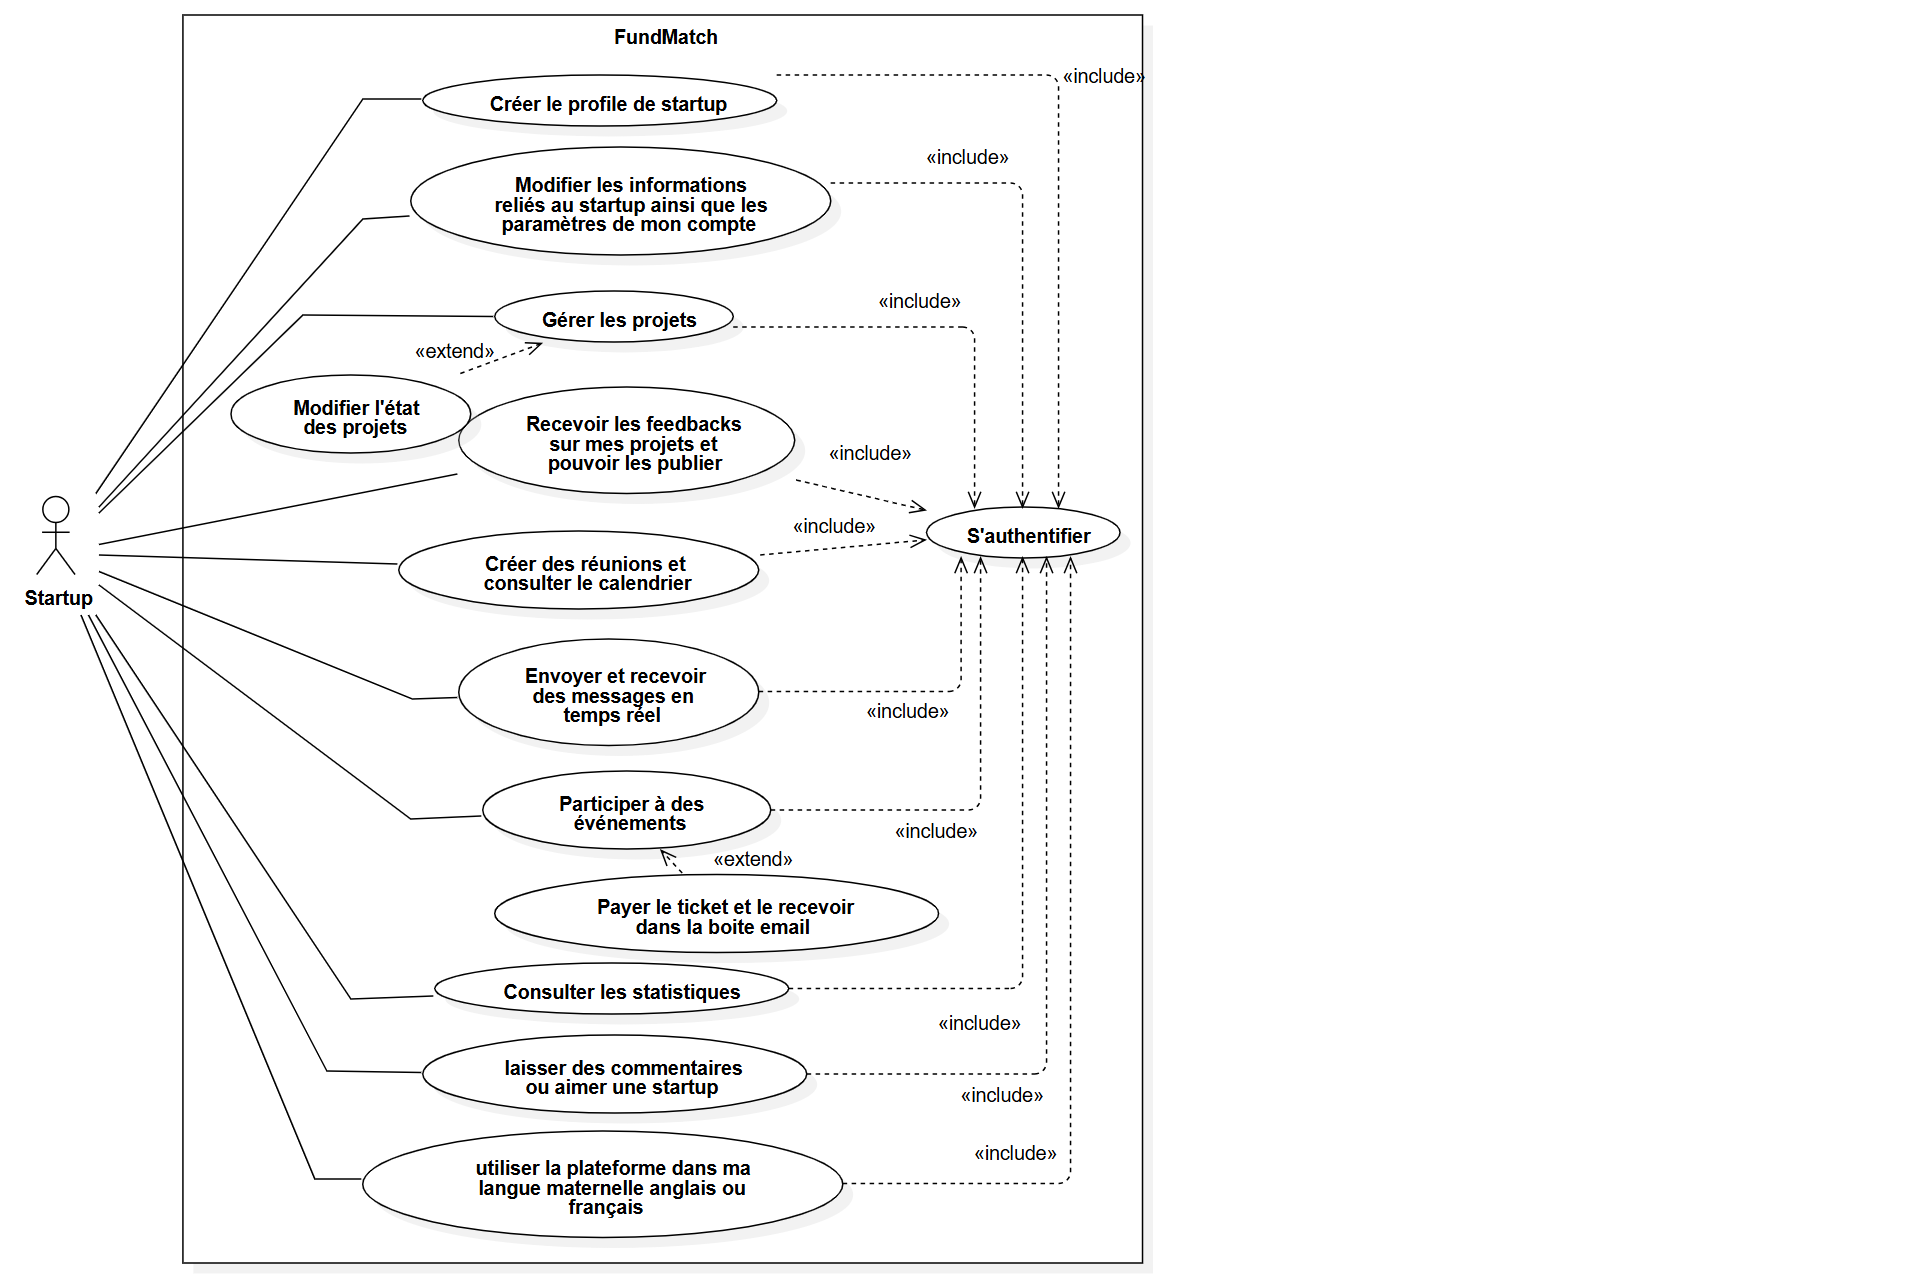 FundMatch
«include»
Créer le profile de startup
«include»
Modifier les informations
reliés au startup ainsi que les
paramètres de mon compte
«include»
Gérer les projets
«extend»
Modifier l'état
des projets
Recevoir les feedbacks
sur mes projets et
pouvoir les publier
«include»
«include»
S'authentifier
Créer des réunions et
consulter le calendrier
Startup
Envoyer et recevoir
des messages en
temps réel
«include»
Participer à des
événements
«include»
«extend»
Payer le ticket et le recevoir
dans la boite email
Consulter les statistiques
«include»
laisser des commentaires
ou aimer une startup
«include»
«include»
utiliser la plateforme dans ma
langue maternelle anglais ou
français